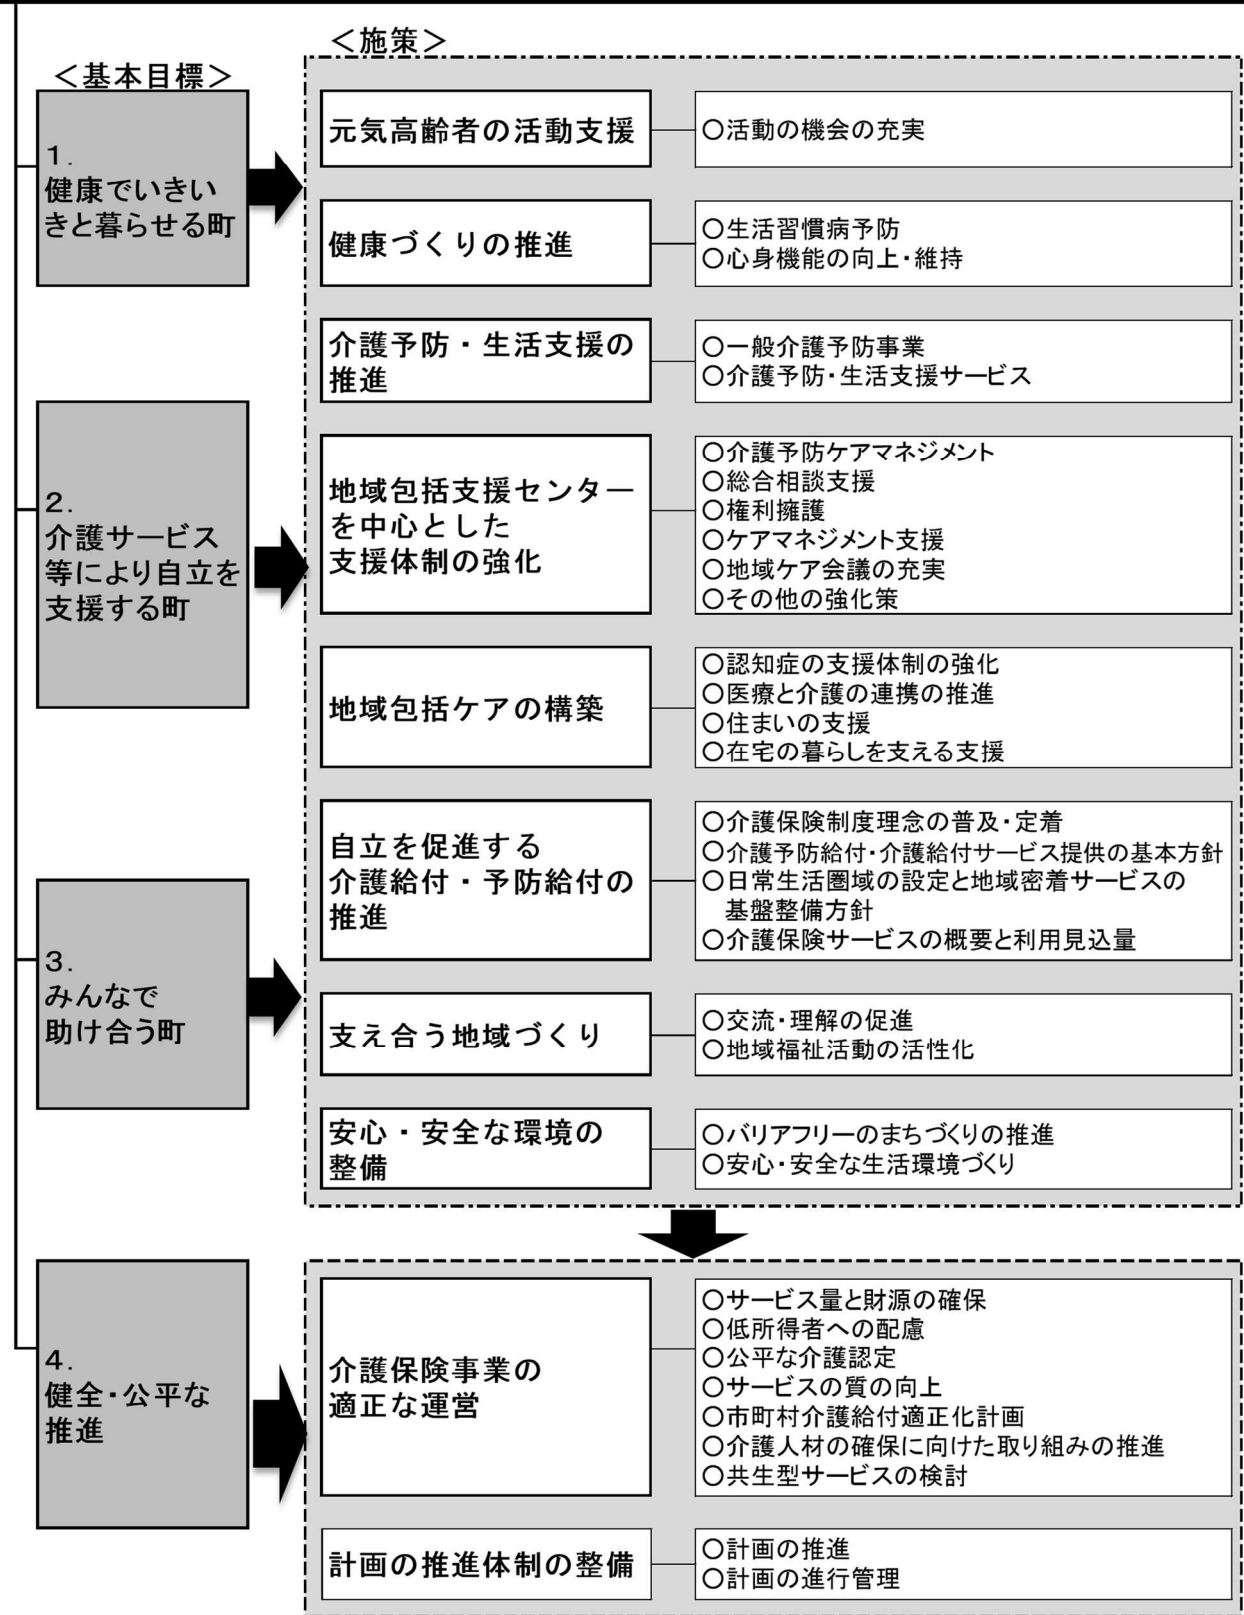 ＜施策＞
＜基本目標＞
1.
健康でいきい
きと暮らせる町
元気高齢者の活動支援
○活動の機会の充実
健康づくりの推進
○生活習慣病予防
○心身機能の向上・維持
介護予防・生活支援の
推進
○一般介護予防事業
○介護予防・生活支援サービス
2.
介護サービス
等により自立を
支援する町
地域包括支援センター
を中心とした
支援体制の強化
○介護予防ケアマネジメント
○総合相談支援
○権利擁護
○ケアマネジメント支援
○地域ケア会議の充実
○その他の強化策
地域包括ケアの構築
○認知症の支援体制の強化
○医療と介護の連携の推進
○住まいの支援
○在宅の暮らしを支える支援
自立を促進する
介護給付・予防給付の
推進
○介護保険制度理念の普及・定着
○介護予防給付・介護給付サービス提供の基本方針
○日常生活圏域の設定と地域密着サービスの
基盤整備方針
○介護保険サービスの概要と利用見込量
3.
みんなで
助け合う町
支え合う地域づくり
○交流・理解の促進
○地域福祉活動の活性化
安心・安全な環境の
整備
○バリアフリーのまちづくりの推進
○安心・安全な生活環境づくり
4.
健全・公平な
推進
介護保険事業の
適正な運営
○サービス量と財源の確保
○低所得者への配慮
○公平な介護認定
○サービスの質の向上
○市町村介護給付適正化計画
○介護人材の確保に向けた取り組みの推進
○共生型サービスの検討
計画の推進体制の整備
○計画の推進
○計画の進行管理